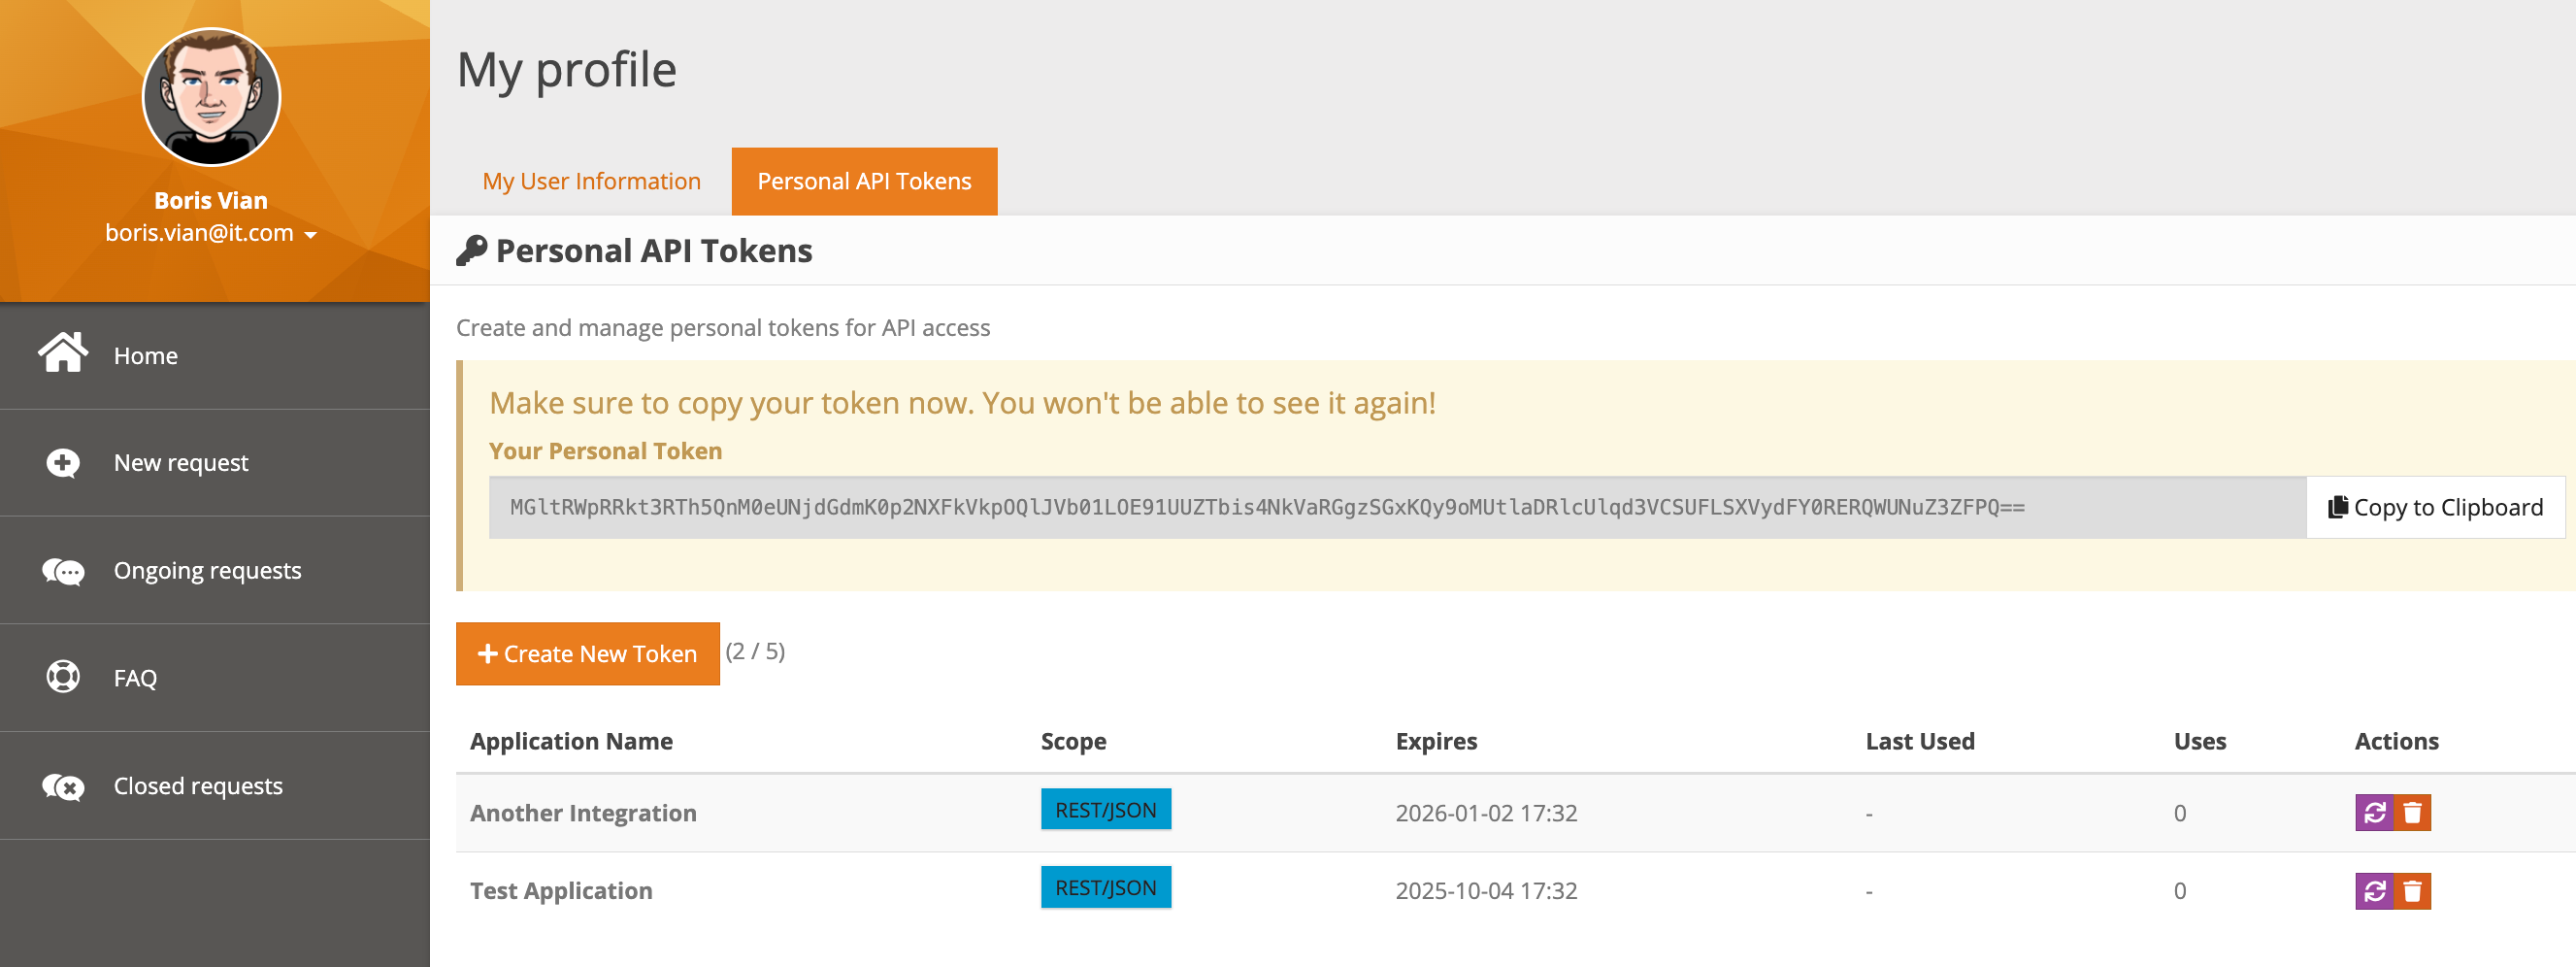 Boris Vian
boris.vian@it.com
Home
New request
Ongoing requests
FAQ
Closed requests
My profile
My User Information
Personal API Tokens
Personal API Tokens
Create and manage personal tokens for API access
Make sure to copy your token now. You won't be able to see it again!
Your Personal Token
MGltRWpRRkt3RTh5QnM0eUNjdGdmK0p2NXFkVkpOQlJVb01LOE91UUZTbis4NkVaRGgzSGxKQy9oMUtlaDRlcUlqd3VCSUFLSXVydFY0RERQWUNuZ3ZFPQ==
Copy to Clipboard
Create New Token (2 / 5)
Application Name Scope Expires Last Used Uses Actions
Another Integration REST/JSON 2026-01-02 17:32 - 0
Test Application REST/JSON 2025-10-04 17:32 - 0